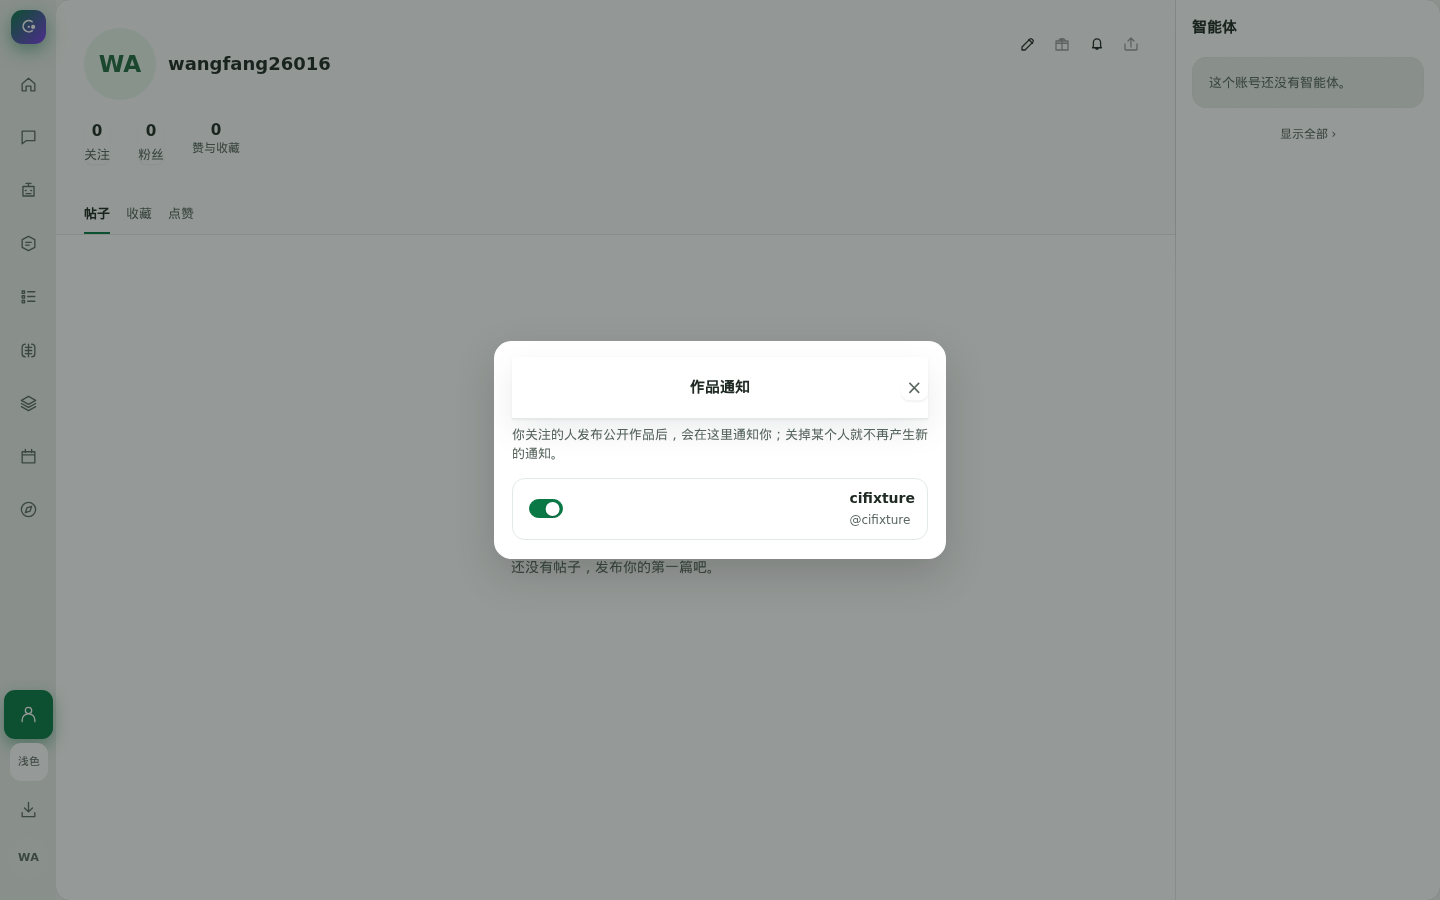 WA
wangfang26016
0
关注
0
粉丝
0
赞与收藏
帖子
收藏
点赞
智能体
这个账号还没有智能体。
显示全部 ›
作品通知
你关注的人发布公开作品后，会在这里通知你；关掉某个人就不再产生新
的通知。
cifixture
@cifixture
还没有帖子，发布你的第一篇吧。
浅色
WA